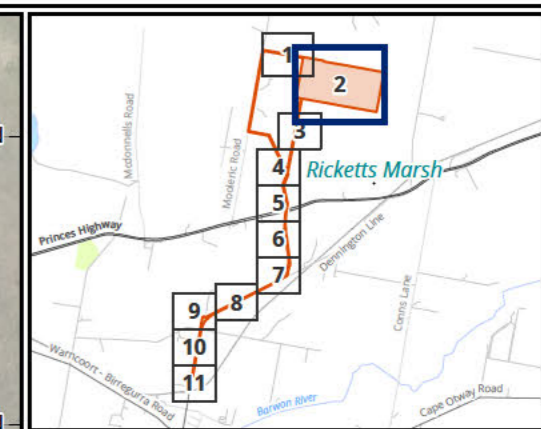 1
2
Mcdonnells Road
Mooleric Road
3
4
Ricketts Marsh
5
Princes Highway
6
Dennington Line
7
Conns Lane
8
9
10
11
Warncoort - Birregurra Road
Barwon River
Cape Otway Road